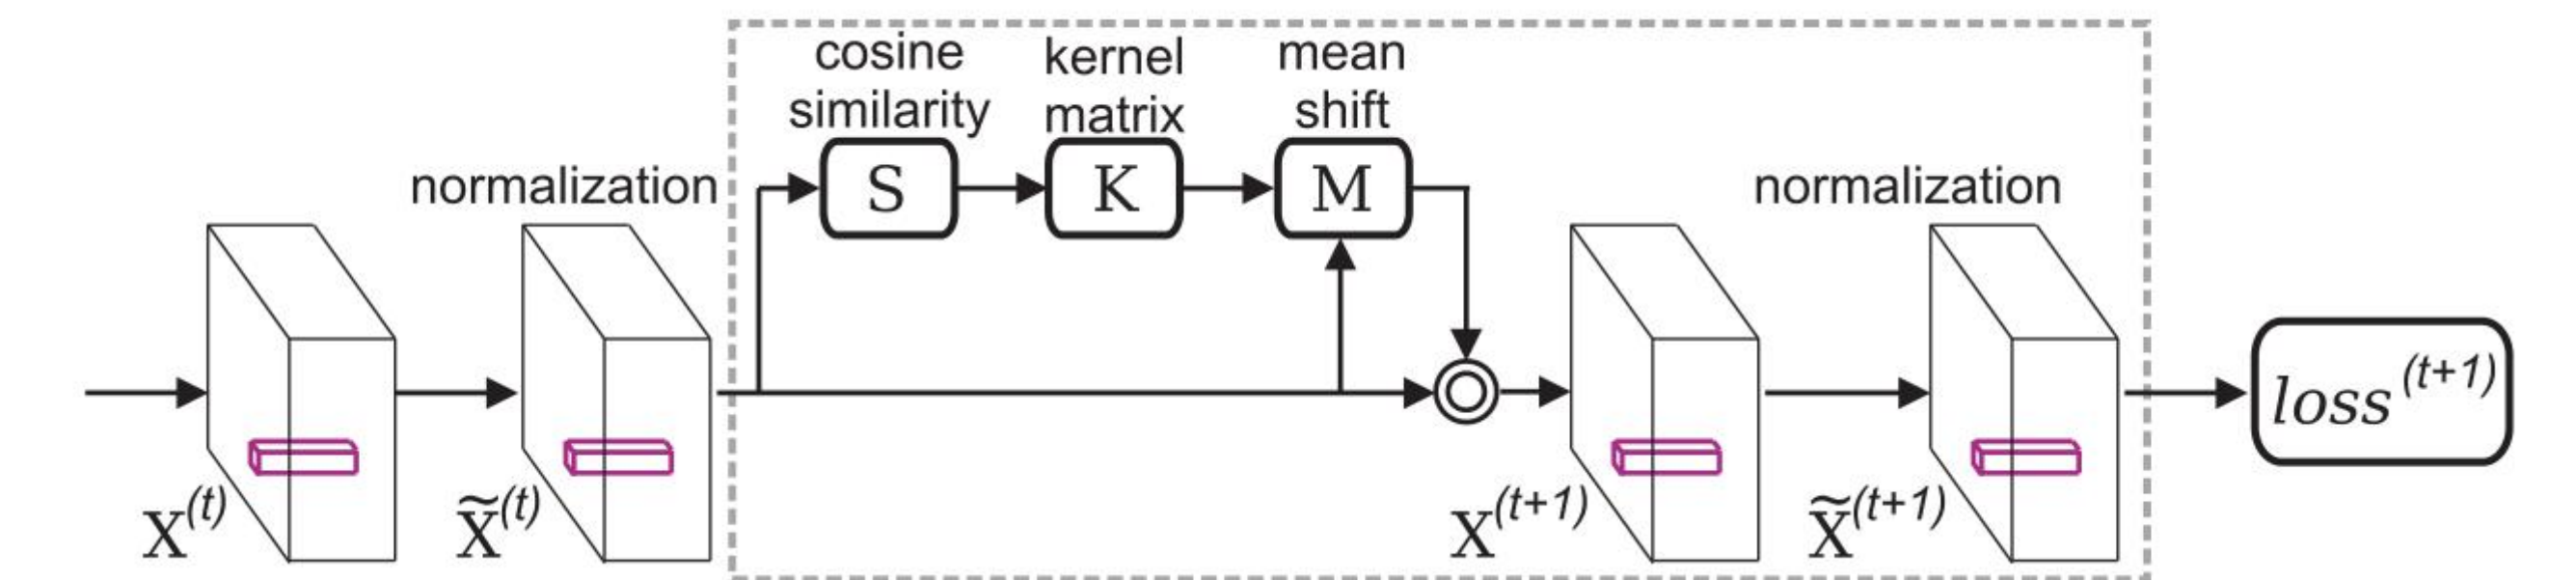 cosine
similarity
kernel
matrix
mean
shift
normalization
S
K
M
normalization
X(t)
X̃(t)
X(t+1)
X̃(t+1)
loss(t+1)